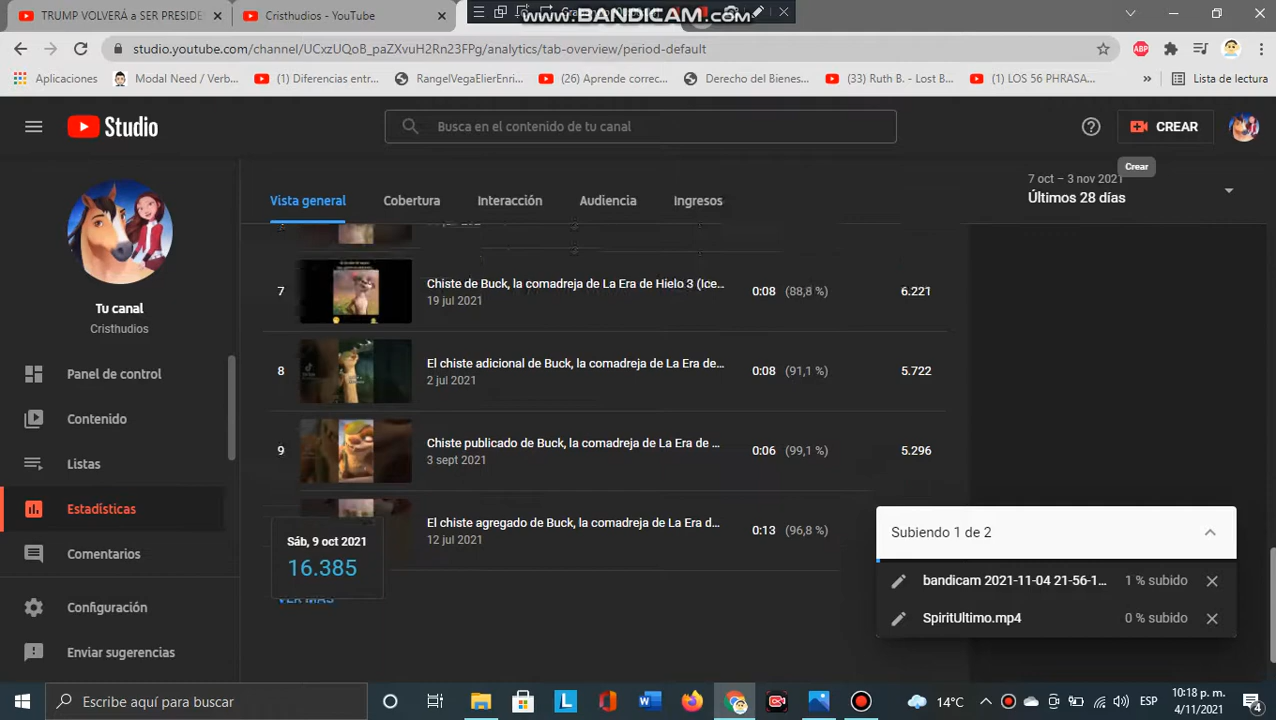 TRUMP VOLVERÁ a SER PRESIDE
Cristhudios - YouTube
www.BANDICAM.com
studio.youtube.com/channel/UCxzUQoB_paZXvuH2Rn23FPg/analytics/tab-overview/period-default
ABP
Aplicaciones
Modal Need / Verb...
(1) Diferencias entr...
RangelVegaElierEnri...
(26) Aprende correc...
Derecho del Bienes...
(33) Ruth B. - Lost B...
(1) LOS 56 PHRASA...
»
Lista de lectura
Studio
Busca en el contenido de tu canal
CREAR
Crear
7 oct – 3 nov 2021
Últimos 28 días
Vista general
Cobertura
Interacción
Audiencia
Ingresos
Tu canal
Cristhudios
Panel de control
Contenido
Listas
Estadísticas
Comentarios
Configuración
Enviar sugerencias
7
Chiste de Buck, la comadreja de La Era de Hielo 3 (Ice...
19 jul 2021
0:08 (88,8 %)
6.221
8
El chiste adicional de Buck, la comadreja de La Era de...
2 jul 2021
0:08 (91,1 %)
5.722
9
Chiste publicado de Buck, la comadreja de La Era de ...
3 sept 2021
0:06 (99,1 %)
5.296
El chiste agregado de Buck, la comadreja de La Era d...
12 jul 2021
0:13 (96,8 %)
Sáb, 9 oct 2021
16.385
VER MÁS
Subiendo 1 de 2
bandicam 2021-11-04 21-56-1...
1 % subido
SpiritUltimo.mp4
0 % subido
Escribe aquí para buscar
14°C
ESP
10:18 p. m.
4/11/2021
4